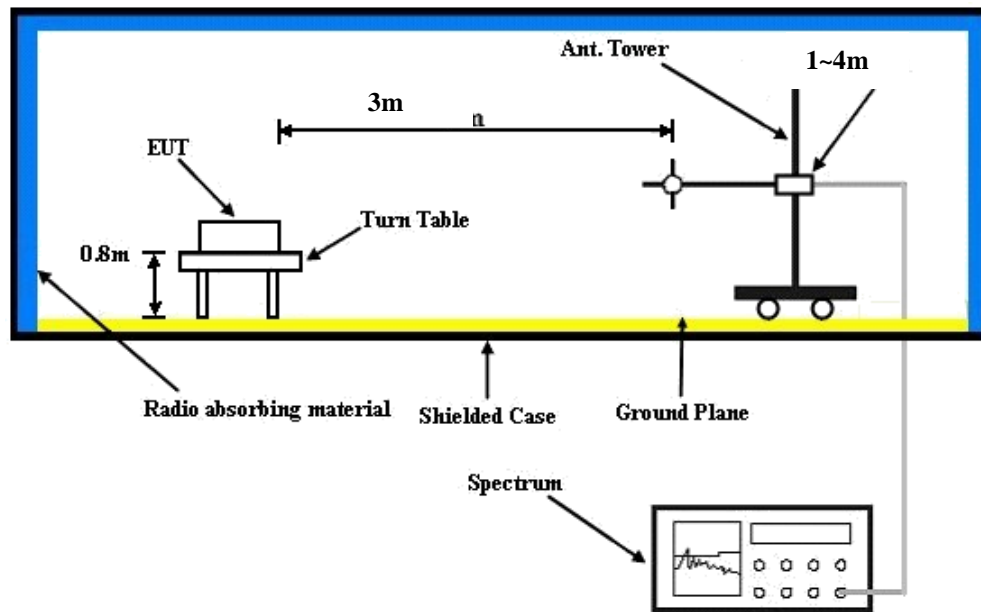 Ant. Tower
1~4m
3m
n
EUT
Turn Table
0.8m
Radio absorbing material
Shielded Case
Ground Plane
Spectrum